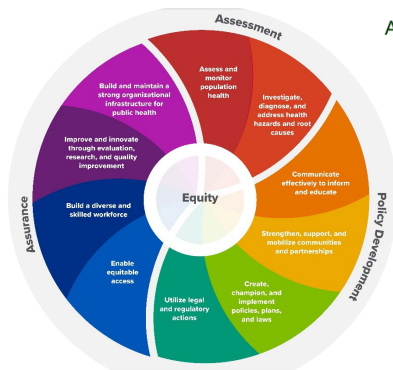 A
Assessment
Assess and
monitor
population
health
Investigate,
diagnose, and
address health
hazards and root
causes
Policy Development
Communicate
effectively to inform
and educate
Strengthen, support, and
mobilize communities
and partnerships
Create,
champion, and
implement
policies, plans,
and laws
Utilize legal
and regulatory
actions
Assurance
Enable
equitable
access
Build a diverse and
skilled workforce
Improve and innovate
through evaluation,
research, and quality
improvement
Build and maintain a
strong organizational
infrastructure for
public health
Equity